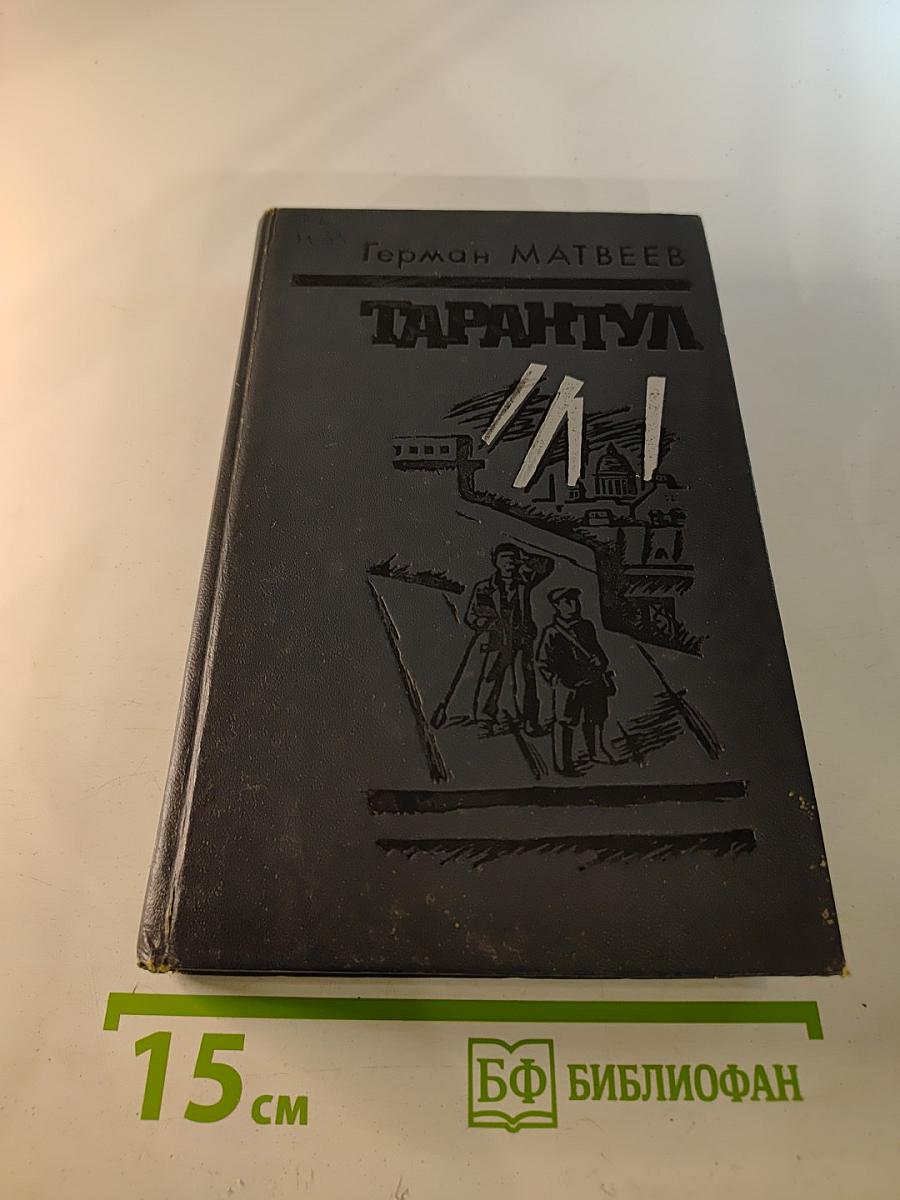 Герман МАТВЕЕВ
ТАРАНТУЛ
15 см
БФ БИБЛИОФАН